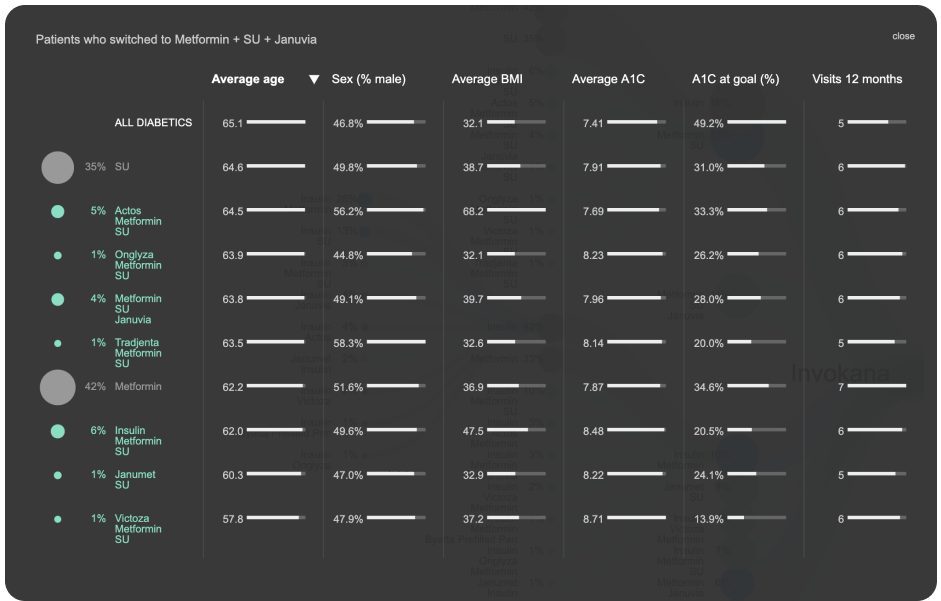 Patients who switched to Metformin + SU + Januvia
close
Average age ▼ Sex (% male) Average BMI Average A1C A1C at goal (%) Visits 12 months
ALL DIABETICS 65.1 46.8% 32.1 7.41 49.2% 5
35% SU 64.6 49.8% 38.7 7.91 31.0% 6
5% Actos 64.5 56.2% 68.2 7.69 33.3% 6
Metformin
SU
1% Onglyza 63.9 44.8% 32.1 8.23 26.2% 6
Metformin
SU
4% Metformin 63.8 49.1% 39.7 7.96 28.0% 6
SU
Januvia
1% Tradjenta 63.5 58.3% 32.6 8.14 20.0% 5
Metformin
SU
42% Metformin 62.2 51.6% 36.9 7.87 34.6% 7
Invokana
6% Insulin 62.0 49.6% 47.5 8.48 20.5% 6
Metformin
SU
1% Janumet 60.3 47.0% 32.9 8.22 24.1% 5
SU
1% Victoza 57.8 47.9% 37.2 8.71 13.9% 6
Metformin
SU